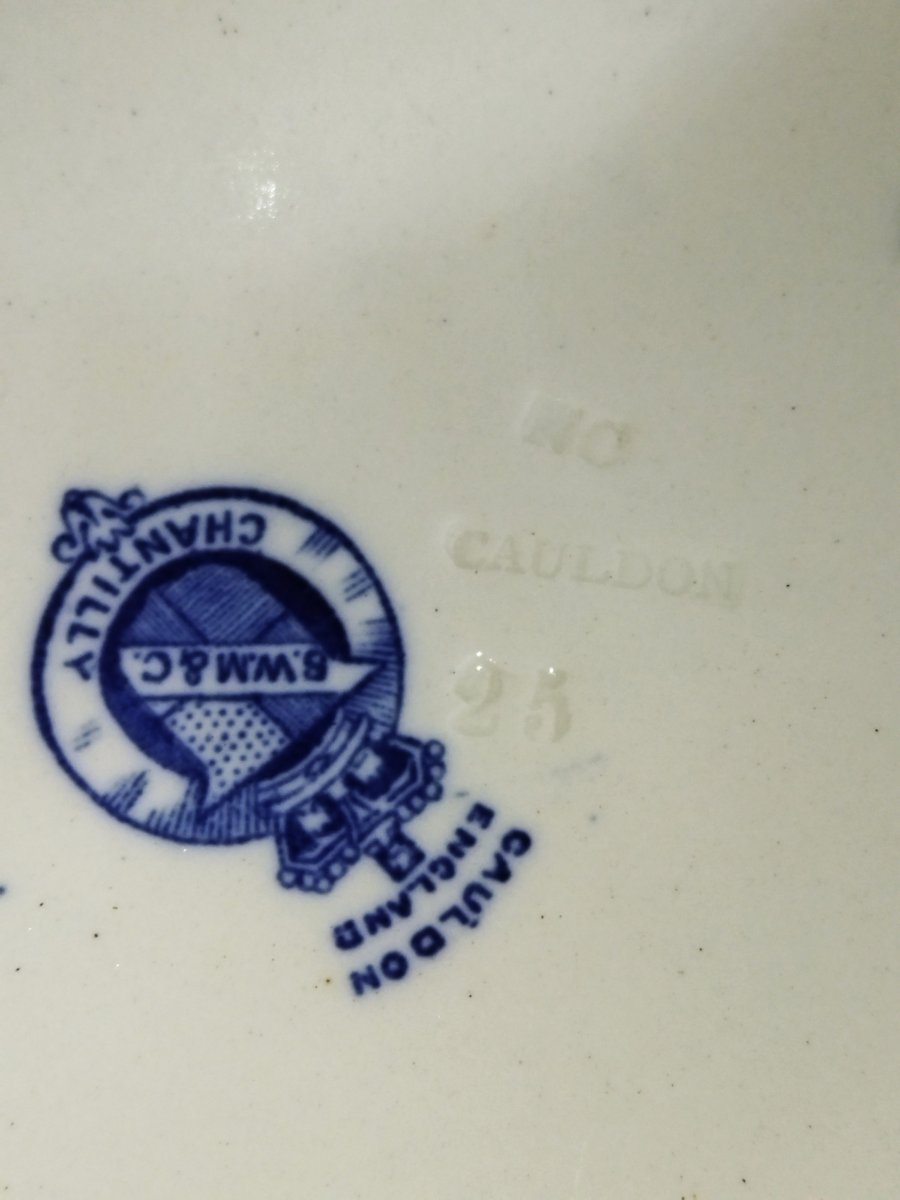 CAULDON
ENGLAND
B.W.M.&C.
CHANTILLY
CAULDON
25